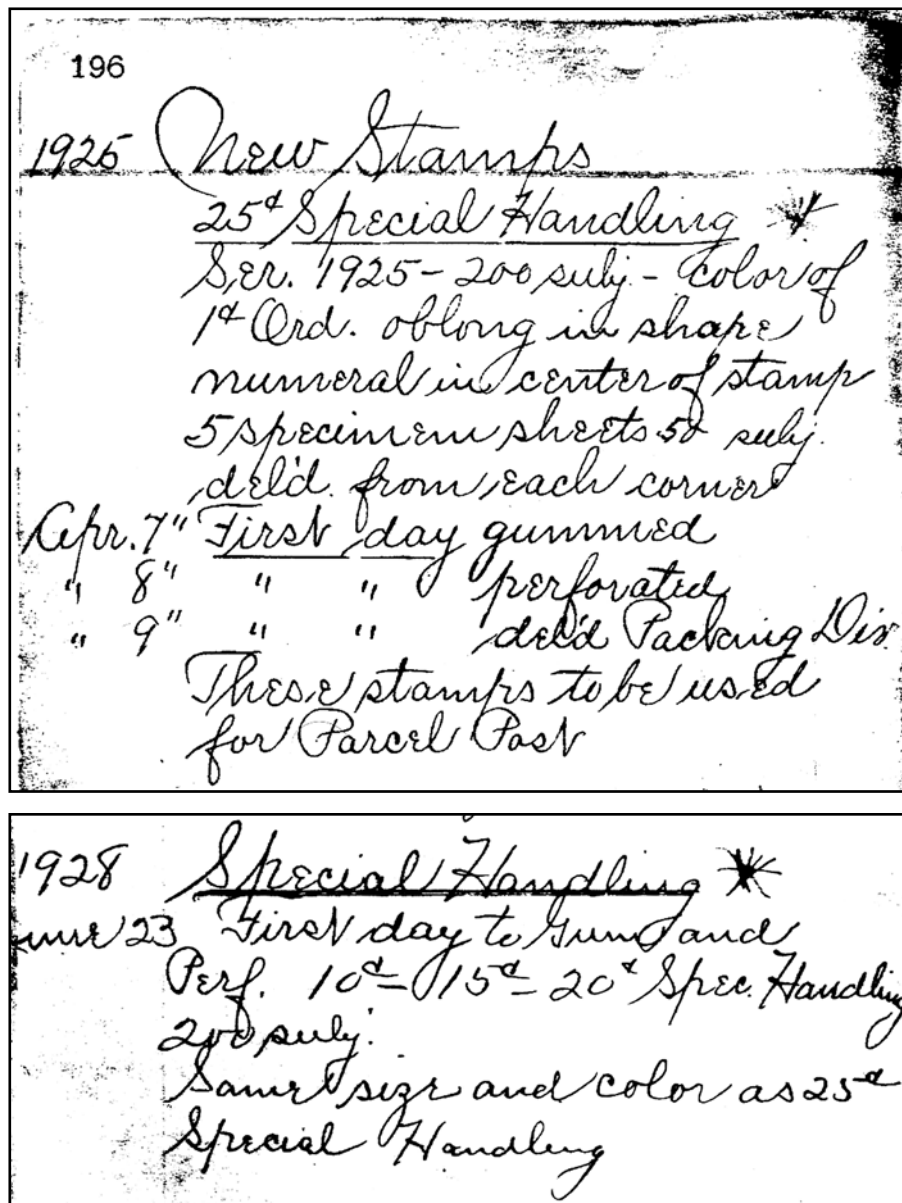 196
1925 New Stamps
25¢ Special Handling
Ser. 1925 - 200 subj - color of
1¢ Ord. oblong in shape
numeral in center of stamp
5 specimen sheets 50 subj.
del'd. from each corner
Apr. 7" First day gummed
" 8" " " perforated
" 9" " " del'd Packing Div.
These stamps to be used
for Parcel Post
1928 Special Handling
June 23 First day to Gum and
Perf. 10¢ - 15¢ - 20¢ Spec. Handling
200 subj.
Same size and color as 25¢
Special Handling